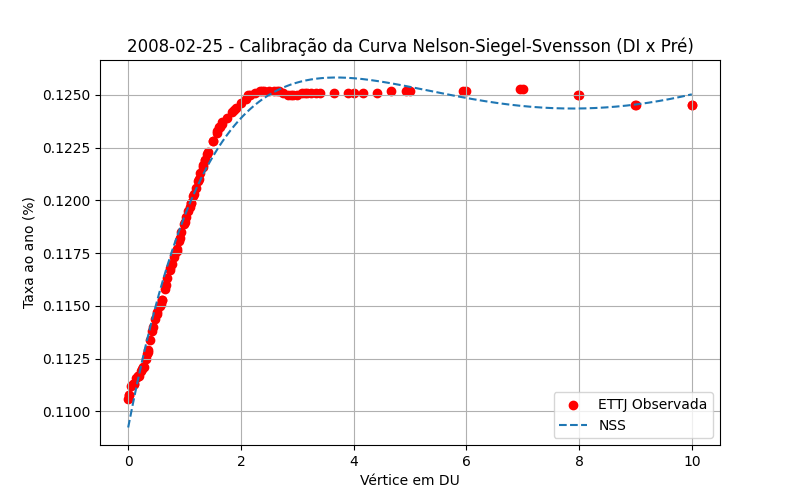 2008-02-25 - Calibração da Curva Nelson-Siegel-Svensson (DI x Pré)
Taxa ao ano (%)
0.1250
0.1225
0.1200
0.1175
0.1150
0.1125
0.1100
ETTJ Observada
NSS
0 2 4 6 8 10
Vértice em DU